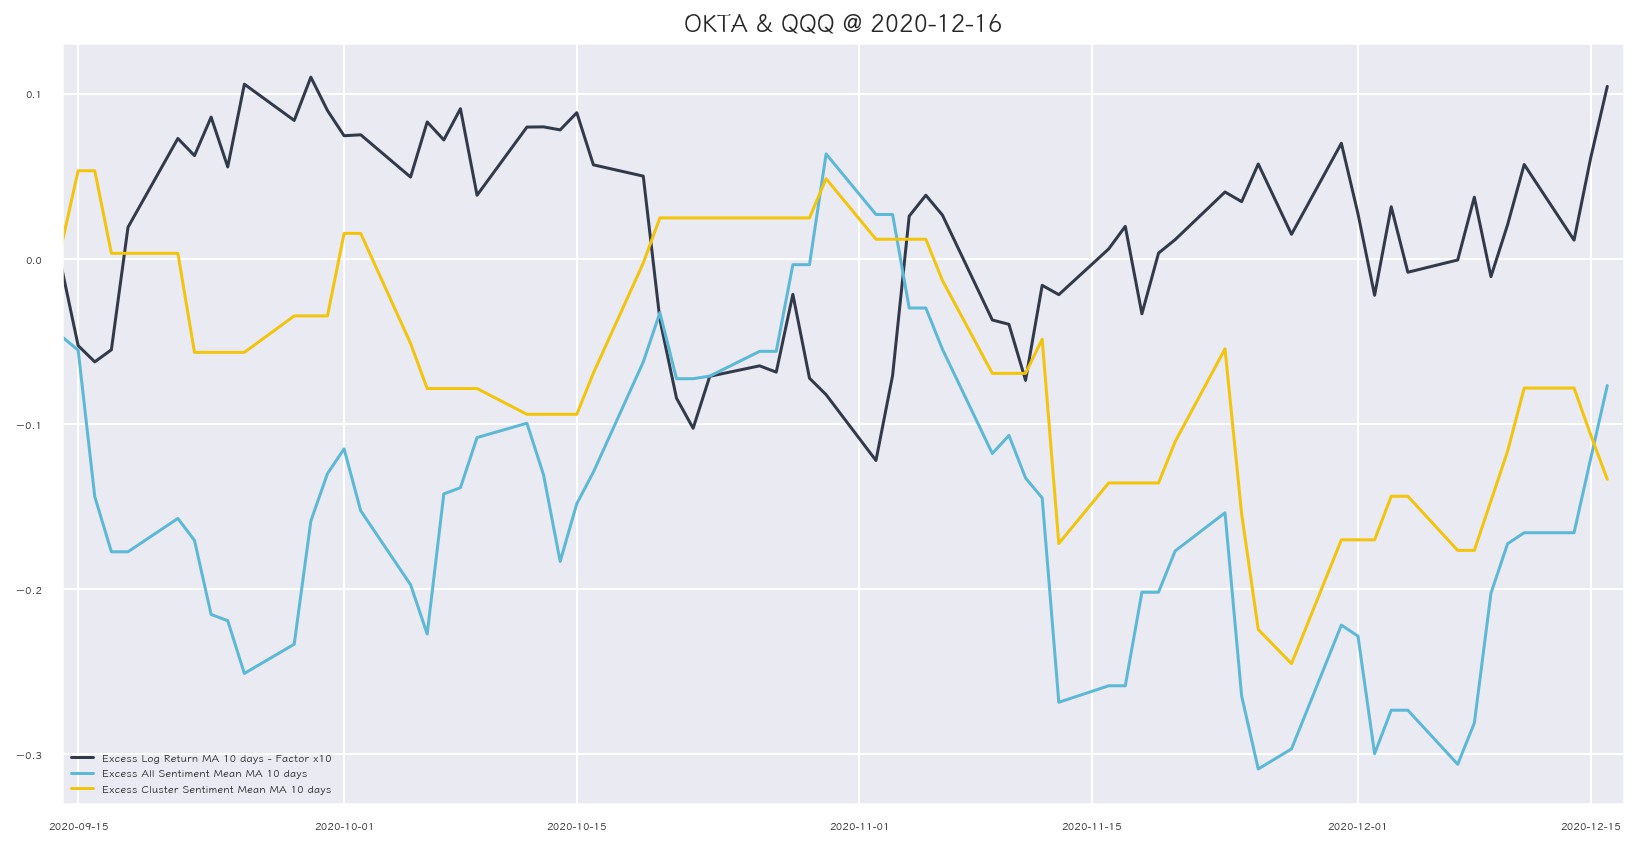 OKTA & QQQ @ 2020-12-16
0.1
0.0
−0.1
−0.2
−0.3
Excess Log Return MA 10 days - Factor x10
Excess All Sentiment Mean MA 10 days
Excess Cluster Sentiment Mean MA 10 days
2020-09-15 2020-10-01 2020-10-15 2020-11-01 2020-11-15 2020-12-01 2020-12-15